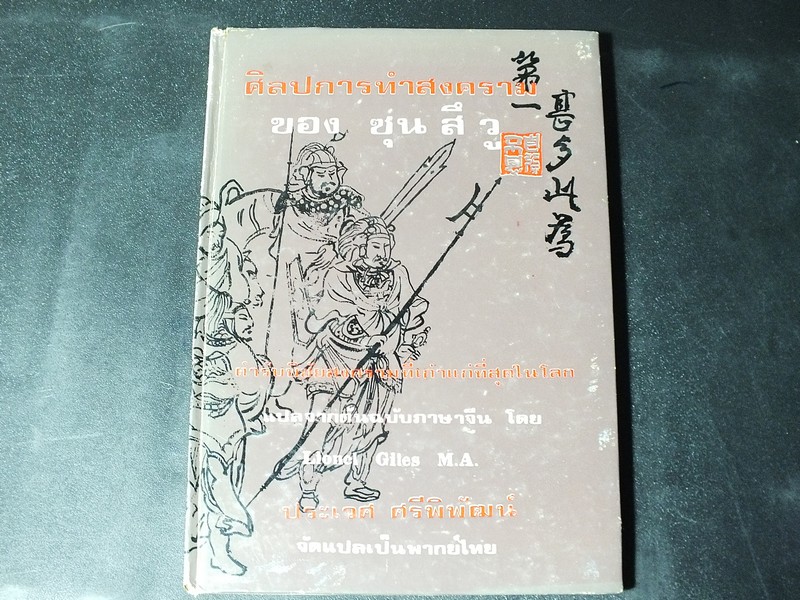 ศิลปการทำสงคราม
ของ ซุ่น สื วู
第一
ตำรับพิชัยสงครามที่เก่าแก่ที่สุดในโลก
แปลจากต้นฉบับภาษาจีน โดย
Lionel Giles M.A.
ประเวศ ศรีพิพัฒน์
จัดแปลเป็นพากย์ไทย